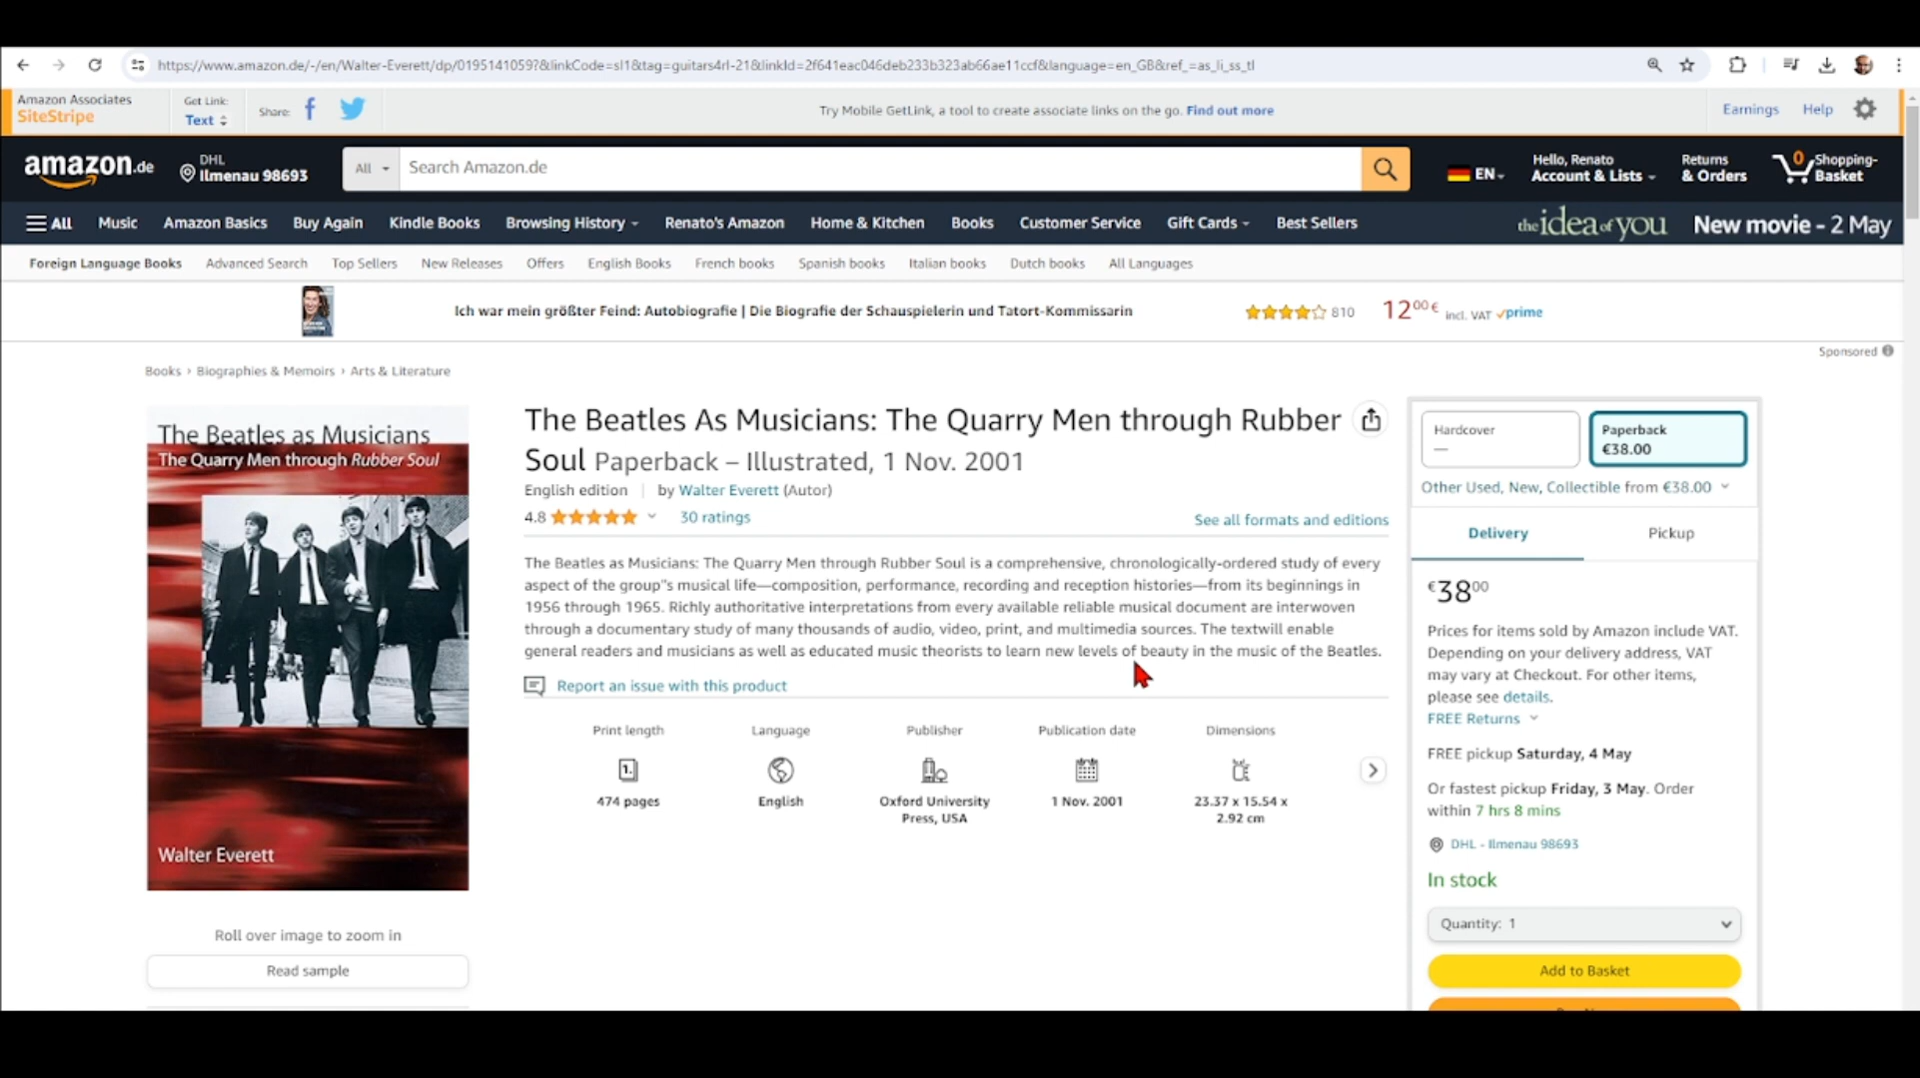 https://www.amazon.de/-/en/Walter-Everett/dp/0195141059?&linkCode=sl1&tag=guitars4rl-21&linkId=2f641eac046deb233b323ab66ae11ccf&language=en_GB&ref_=as_li_ss_tl
Amazon Associates
SiteStripe
Get Link:
Text
Share:
Try Mobile GetLink, a tool to create associate links on the go. Find out more
Earnings
Help
amazon.de
DHL
Ilmenau 98693
All
Search Amazon.de
EN
Hello, Renato
Account & Lists
Returns
& Orders
0
Shopping-
Basket
All Music Amazon Basics Buy Again Kindle Books Browsing History Renato's Amazon Home & Kitchen Books Customer Service Gift Cards Best Sellers
the idea of you New movie - 2 May
Foreign Language Books Advanced Search Top Sellers New Releases Offers English Books French books Spanish books Italian books Dutch books All Languages
Ich war mein größter Feind: Autobiografie | Die Biografie der Schauspielerin und Tatort-Kommissarin
810
12 00 € incl. VAT prime
Sponsored
Books › Biographies & Memoirs › Arts & Literature
The Beatles as Musicians
The Quarry Men through Rubber Soul
Walter Everett
Roll over image to zoom in
Read sample
The Beatles As Musicians: The Quarry Men through Rubber
Soul Paperback – Illustrated, 1 Nov. 2001
English edition | by Walter Everett (Autor)
4.8 30 ratings
See all formats and editions
The Beatles as Musicians: The Quarry Men through Rubber Soul is a comprehensive, chronologically-ordered study of every
aspect of the group"s musical life—composition, performance, recording and reception histories—from its beginnings in
1956 through 1965. Richly authoritative interpretations from every available reliable musical document are interwoven
through a documentary study of many thousands of audio, video, print, and multimedia sources. The textwill enable
general readers and musicians as well as educated music theorists to learn new levels of beauty in the music of the Beatles.
Report an issue with this product
Print length
474 pages
Language
English
Publisher
Oxford University
Press, USA
Publication date
1 Nov. 2001
Dimensions
23.37 x 15.54 x
2.92 cm
Hardcover
—
Paperback
€38.00
Other Used, New, Collectible from €38.00
Delivery
Pickup
€38 00
Prices for items sold by Amazon include VAT.
Depending on your delivery address, VAT
may vary at Checkout. For other items,
please see details.
FREE Returns
FREE pickup Saturday, 4 May
Or fastest pickup Friday, 3 May. Order
within 7 hrs 8 mins
DHL - Ilmenau 98693
In stock
Quantity: 1
Add to Basket